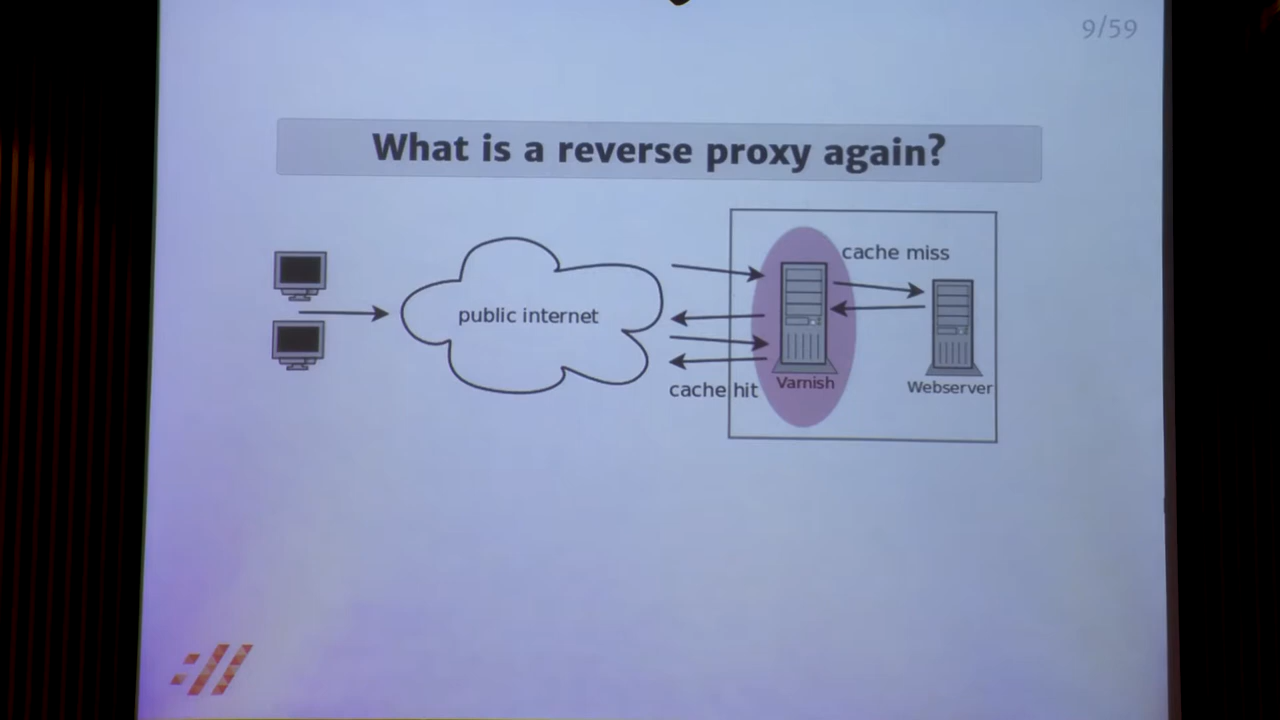 9/59
What is a reverse proxy again?
cache miss
public internet
Varnish
Webserver
cache hit